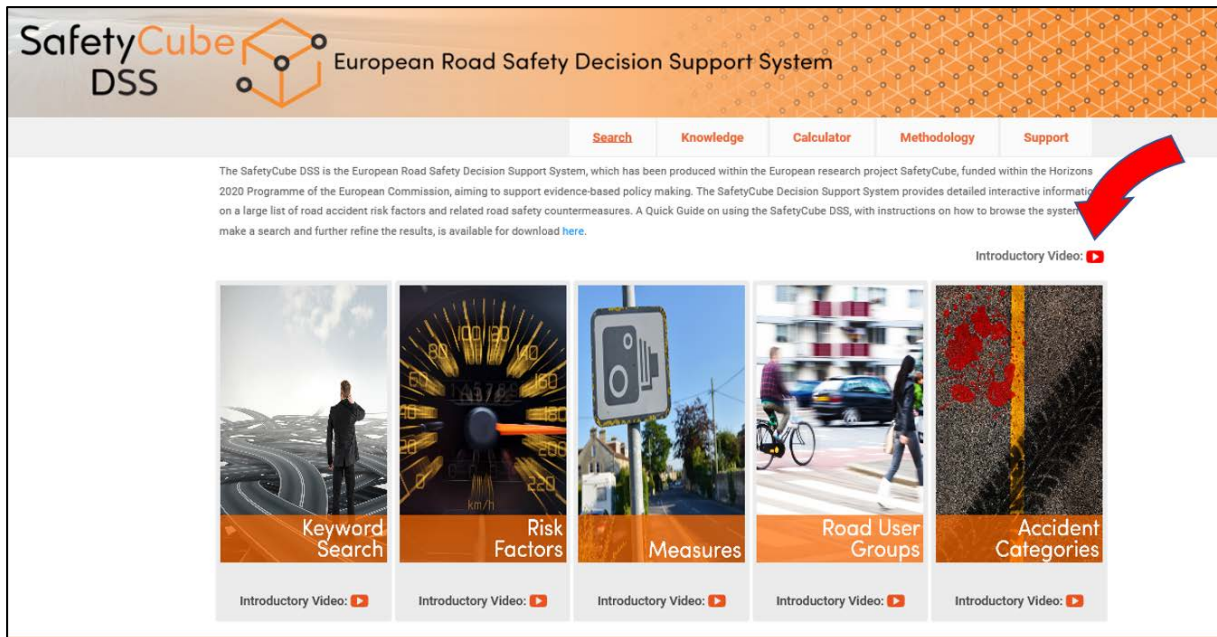 SafetyCube
DSS
European Road Safety Decision Support System
Search Knowledge Calculator Methodology Support
The SafetyCube DSS is the European Road Safety Decision Support System, which has been produced within the European research project SafetyCube, funded within the Horizons
2020 Programme of the European Commission, aiming to support evidence-based policy making. The SafetyCube Decision Support System provides detailed interactive
on a large list of road accident risk factors and related road safety countermeasures. A Quick Guide on using the SafetyCube DSS, with instructions on how to browse the system
make a search and further refine the results, is available for download here.
Introductory Video:
Keyword
Search
Risk
Factors
Measures
Road User
Groups
Accident
Categories
km/h
Introductory Video: Introductory Video: Introductory Video: Introductory Video: Introductory Video: